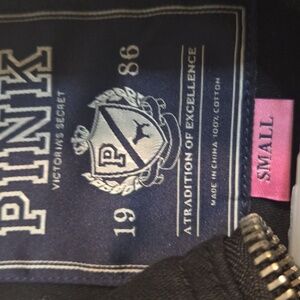 PINK
VICTORIA'S SECRET
19 86
P
A TRADITION OF EXCELLENCE
MADE IN CHINA 100% COTTON
SMALL